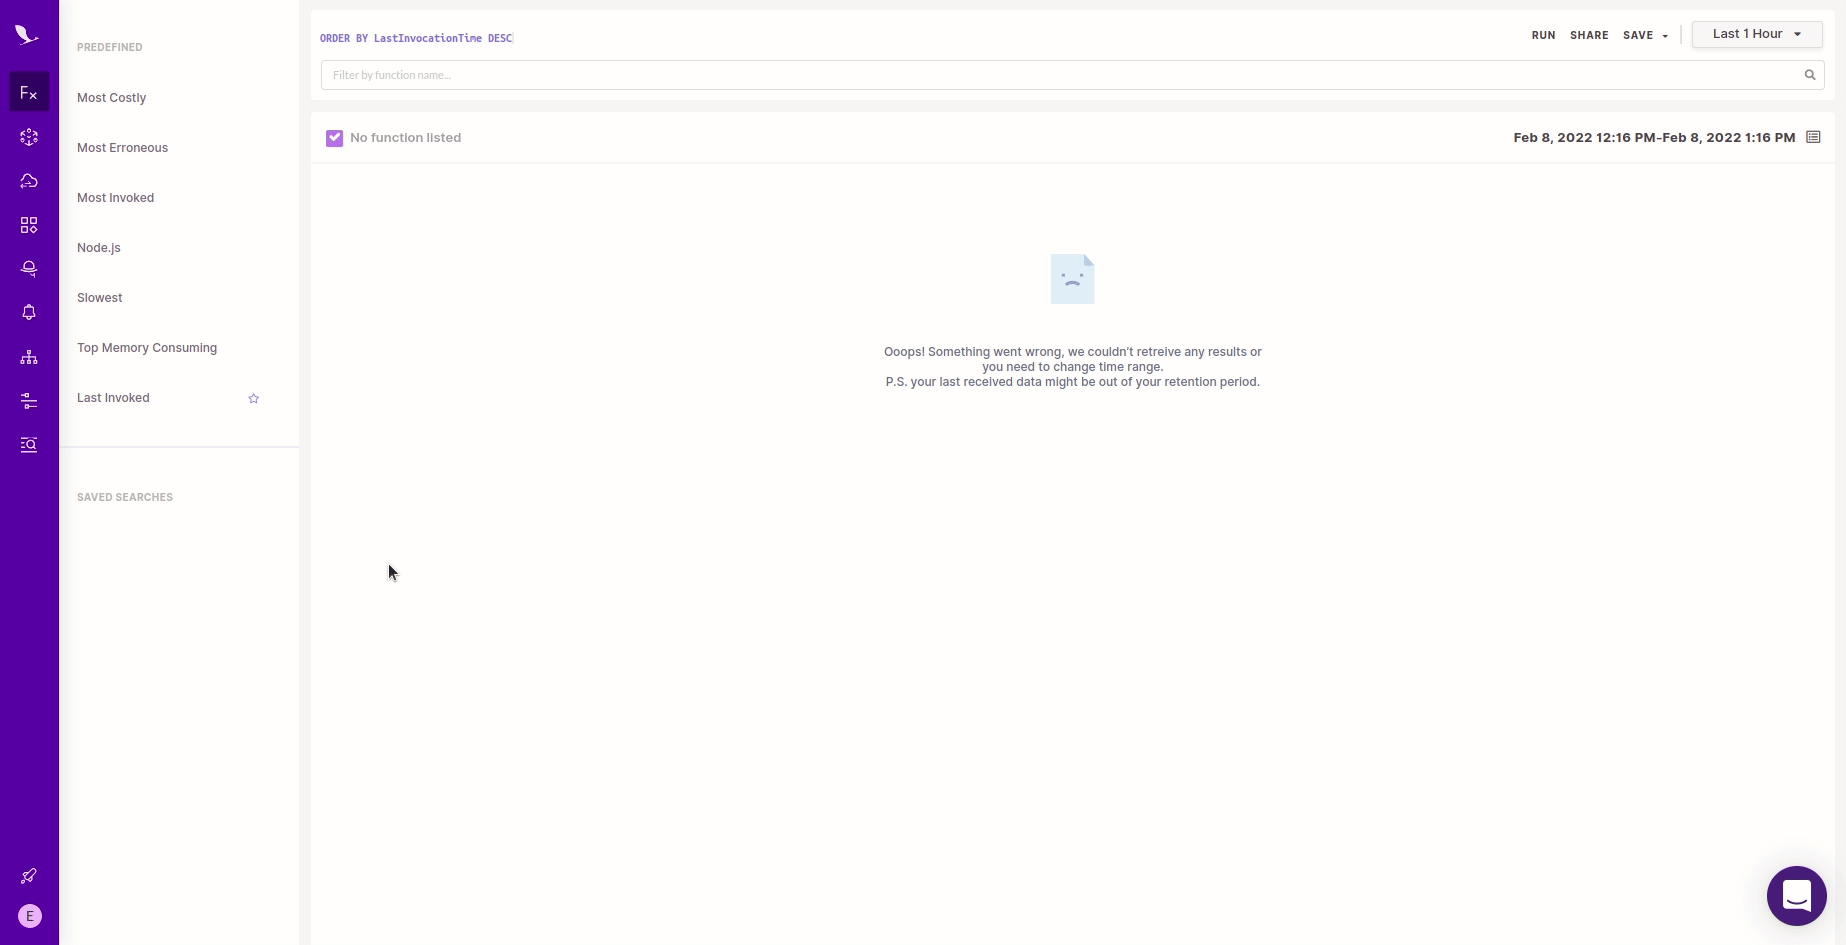 PREDEFINED
Most Costly
Most Erroneous
Most Invoked
Node.js
Slowest
Top Memory Consuming
Last Invoked
SAVED SEARCHES
E
ORDER BY LastInvocationTime DESC
RUN SHARE SAVE
Last 1 Hour
Filter by function name...
No function listed
Feb 8, 2022 12:16 PM-Feb 8, 2022 1:16 PM
Ooops! Something went wrong, we couldn't retreive any results or
you need to change time range.
P.S. your last received data might be out of your retention period.
Fx